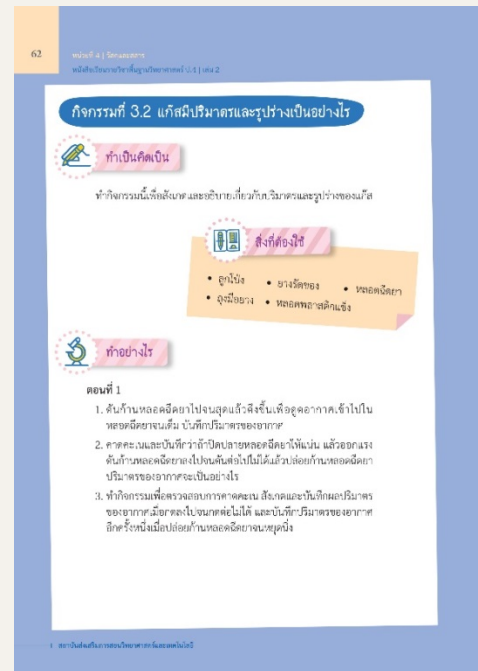 62
หน่วยที่ 4 | วัสดุและสสาร
หนังสือเรียนรายวิชาพื้นฐานวิทยาศาสตร์ ป.4 | เล่ม 2
กิจกรรมที่ 3.2 แก๊สมีปริมาตรและรูปร่างเป็นอย่างไร
ทำเป็นคิดเป็น
ทำกิจกรรมนี้เพื่อสังเกตและอธิบายเกี่ยวกับปริมาตรและรูปร่างของแก๊ส
สิ่งที่ต้องใช้
• ลูกโป่ง • ยางรัดของ • หลอดฉีดยา
• ถุงมือยาง • หลอดพลาสติกแข็ง
ทำอย่างไร
ตอนที่ 1
1. ดันก้านหลอดฉีดยาไปจนสุดแล้วดึงขึ้นเพื่อดูดอากาศเข้าไปใน
หลอดฉีดยาจนเต็ม บันทึกปริมาตรของอากาศ
2. คาดคะเนและบันทึกว่าถ้าปิดปลายหลอดฉีดยาให้แน่น แล้วออกแรง
ดันก้านหลอดฉีดยาลงไปจนดันต่อไปไม่ได้แล้วปล่อยก้านหลอดฉีดยา
ปริมาตรของอากาศจะเป็นอย่างไร
3. ทำกิจกรรมเพื่อตรวจสอบการคาดคะเน สังเกตและบันทึกผลปริมาตร
ของอากาศเมื่อกดลงไปจนกดต่อไม่ได้ และบันทึกปริมาตรของอากาศ
อีกครั้งหนึ่งเมื่อปล่อยก้านหลอดฉีดยาจนหยุดนิ่ง
สถาบันส่งเสริมการสอนวิทยาศาสตร์และเทคโนโลยี